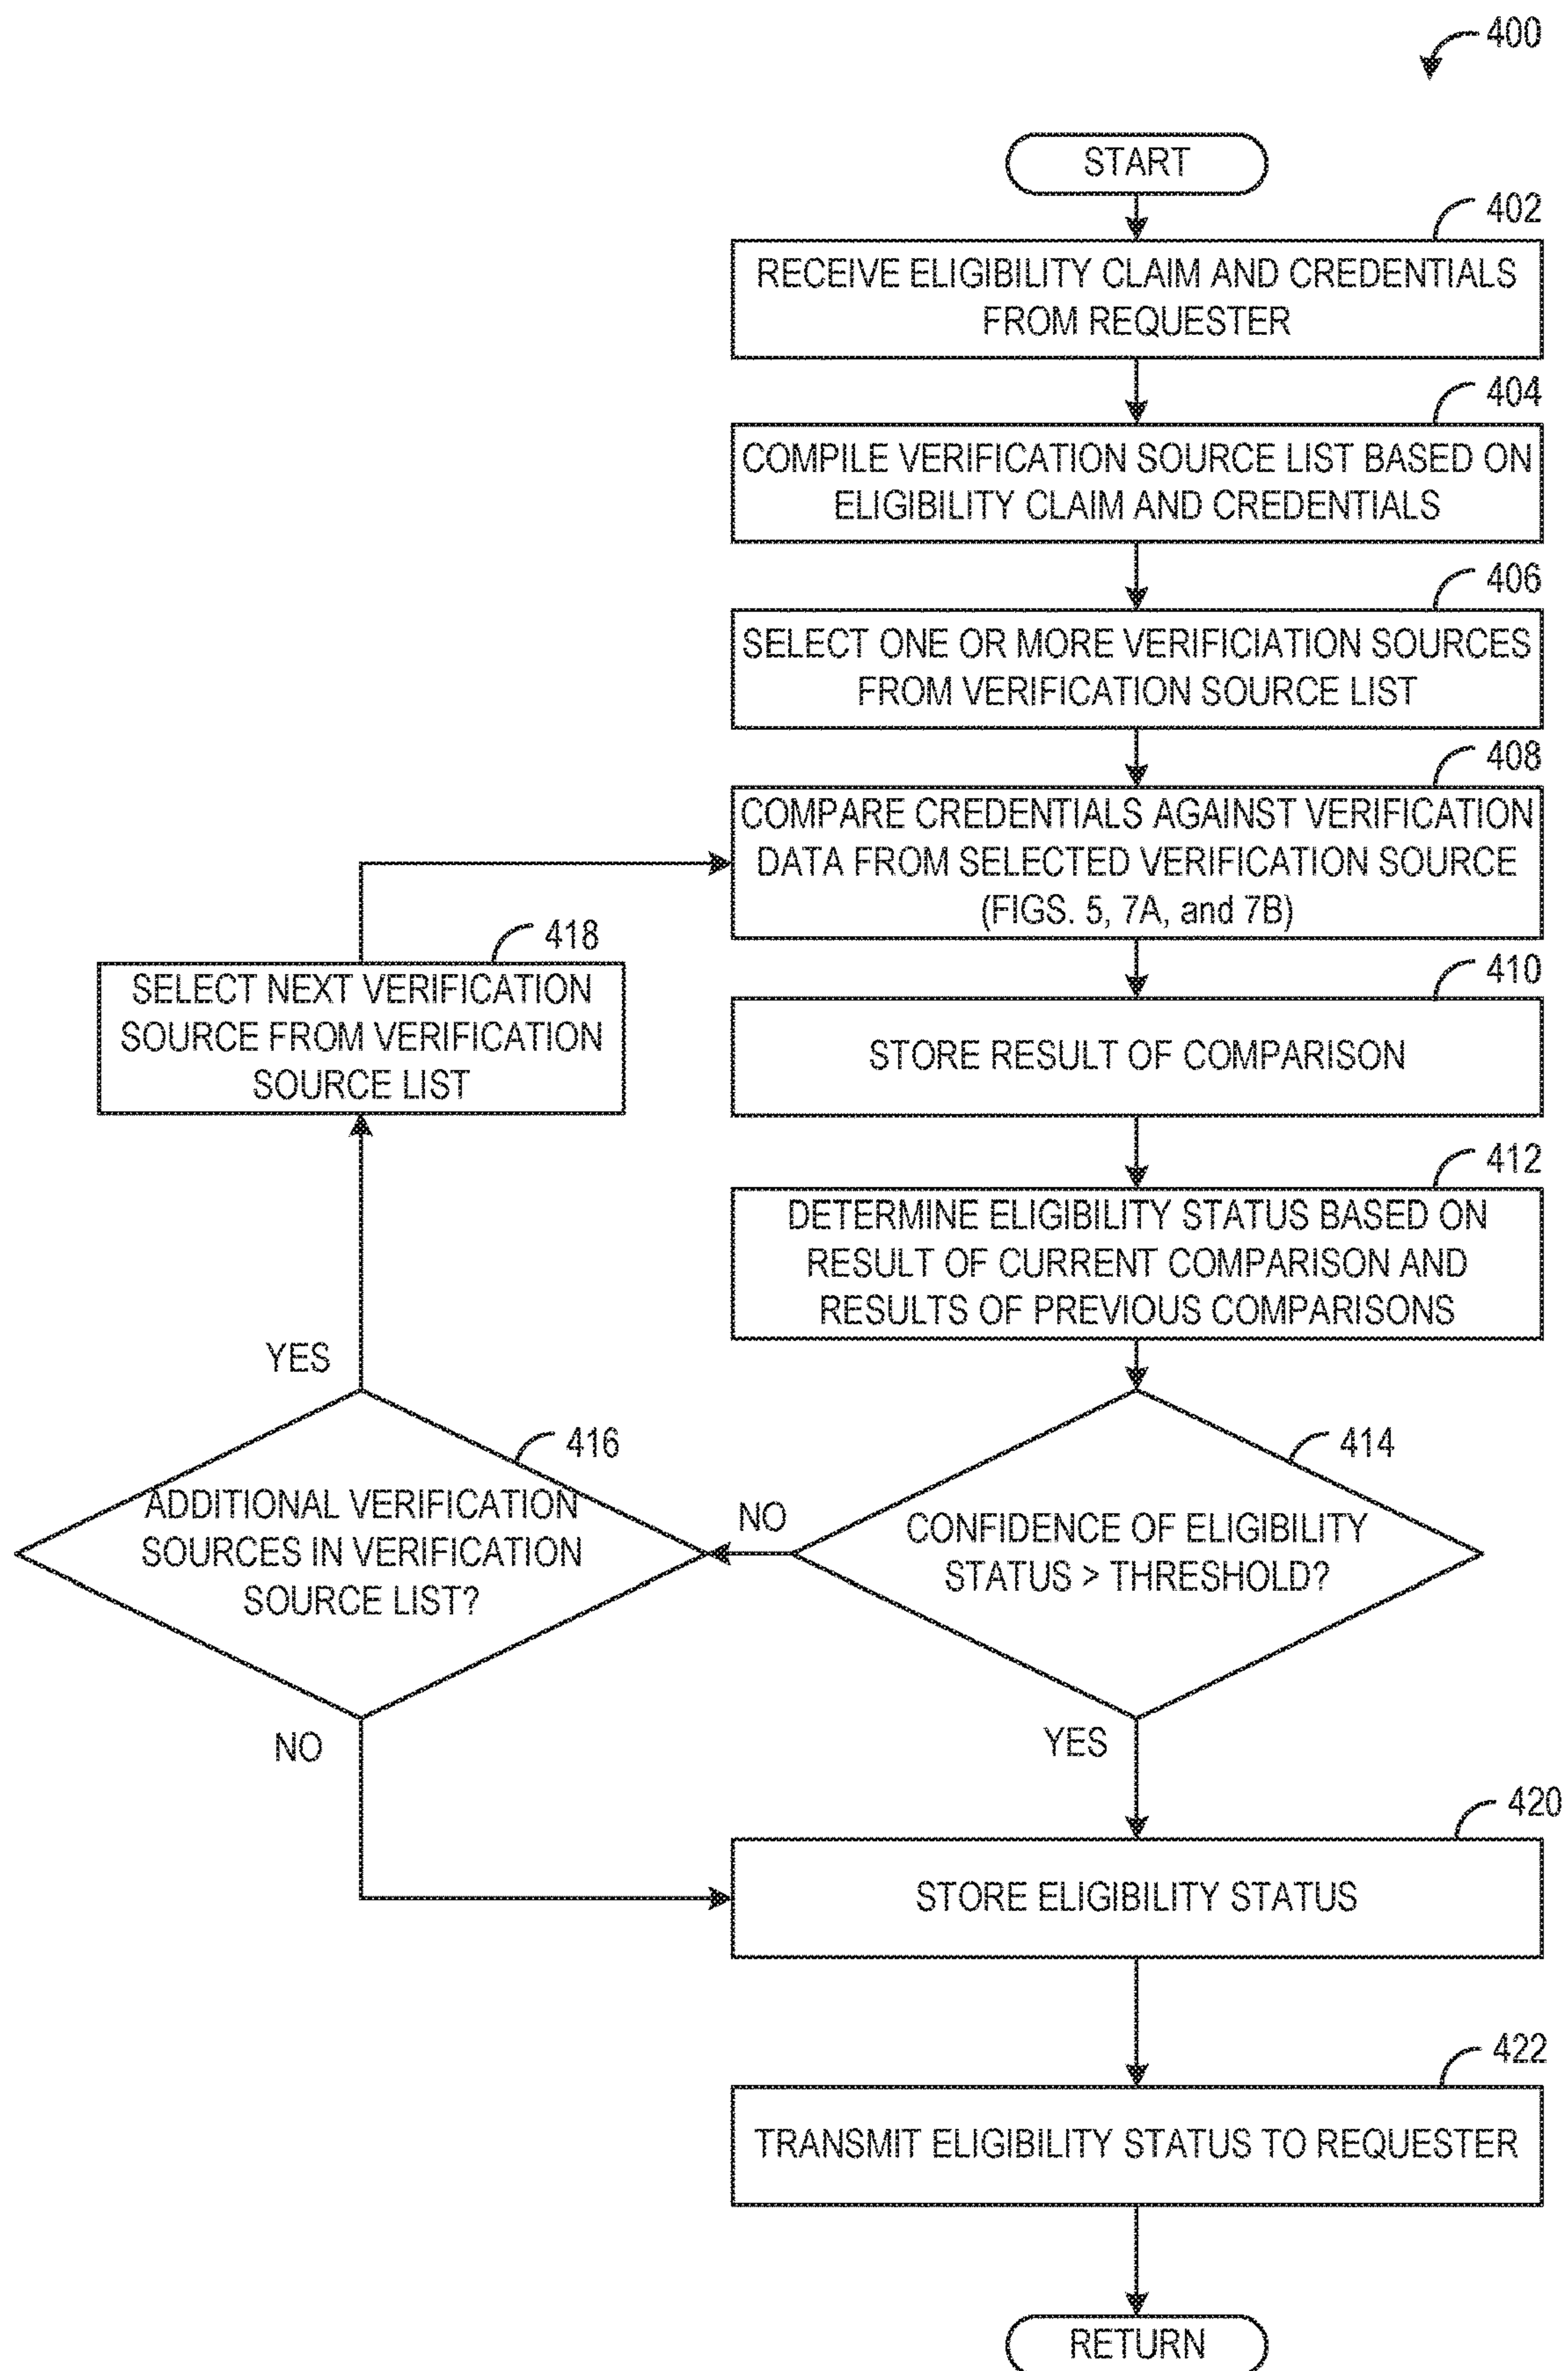 400
START
402
RECEIVE ELIGIBILITY CLAIM AND CREDENTIALS
FROM REQUESTER
404
COMPILE VERIFICATION SOURCE LIST BASED ON
ELIGIBILITY CLAIM AND CREDENTIALS
406
SELECT ONE OR MORE VERIFICIATION SOURCES
FROM VERIFICATION SOURCE LIST
408
COMPARE CREDENTIALS AGAINST VERIFICATION
DATA FROM SELECTED VERIFICATION SOURCE
(FIGS. 5, 7A, and 7B)
418
SELECT NEXT VERIFICATION
SOURCE FROM VERIFICATION
SOURCE LIST
410
STORE RESULT OF COMPARISON
412
DETERMINE ELIGIBILITY STATUS BASED ON
RESULT OF CURRENT COMPARISON AND
RESULTS OF PREVIOUS COMPARISONS
YES
416
ADDITIONAL VERIFICATION
SOURCES IN VERIFICATION
SOURCE LIST?
NO
414
CONFIDENCE OF ELIGIBILITY
STATUS > THRESHOLD?
NO
YES
420
STORE ELIGIBILITY STATUS
422
TRANSMIT ELIGIBILITY STATUS TO REQUESTER
RETURN